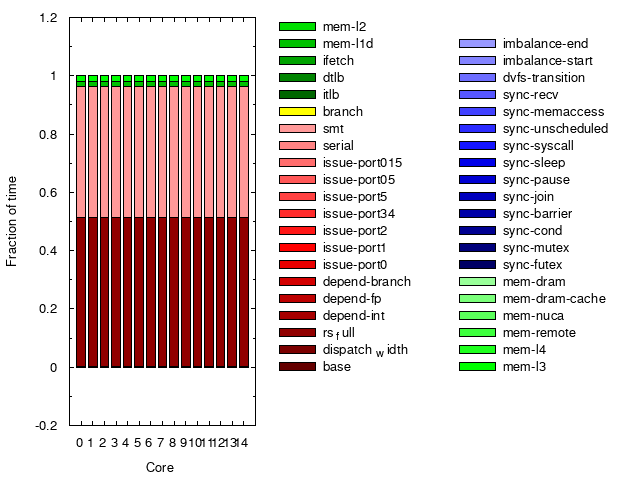 1.2
1
0.8
0.6
0.4
0.2
0
-0.2
Fraction of time
0 1 2 3 4 5 6 7 8 9 10 11 12 13 14
Core
mem-l2
mem-l1d
ifetch
dtlb
itlb
branch
smt
serial
issue-port015
issue-port05
issue-port5
issue-port34
issue-port2
issue-port1
issue-port0
depend-branch
depend-fp
depend-int
rs_full
dispatch_width
base
imbalance-end
imbalance-start
dvfs-transition
sync-recv
sync-memaccess
sync-unscheduled
sync-syscall
sync-sleep
sync-pause
sync-join
sync-barrier
sync-cond
sync-mutex
sync-futex
mem-dram
mem-dram-cache
mem-nuca
mem-remote
mem-l4
mem-l3